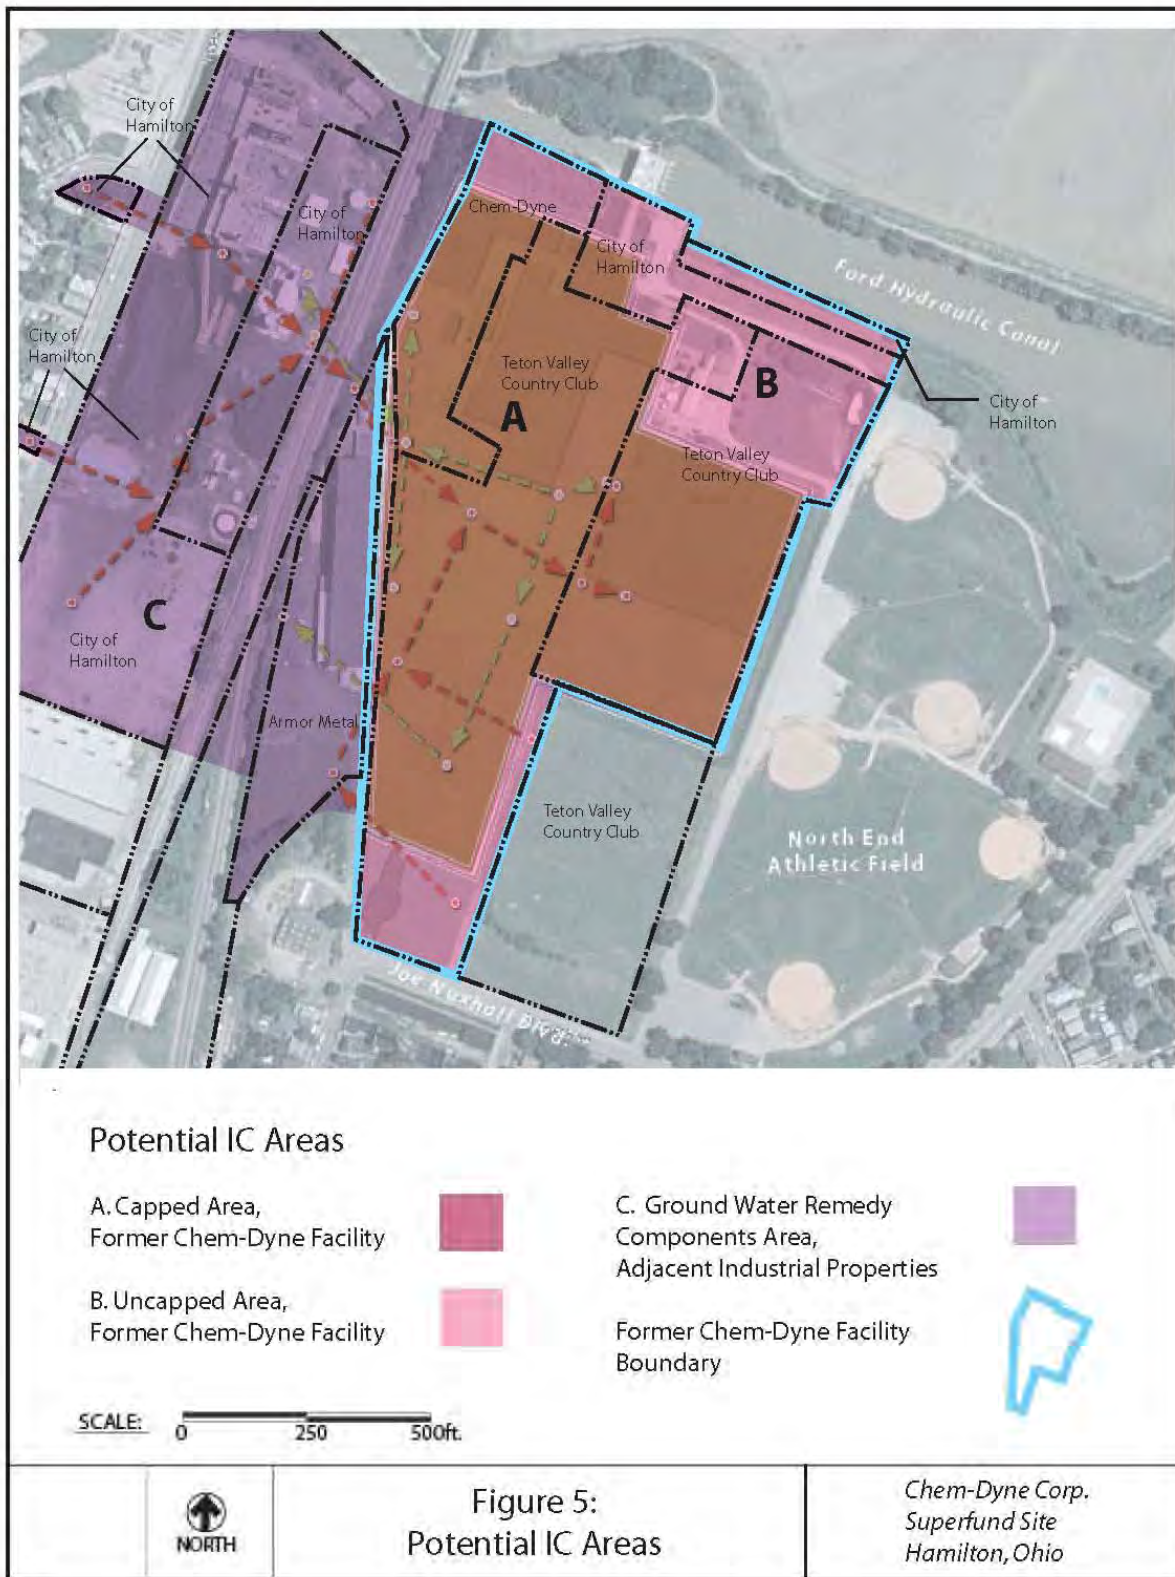 City of
Hamilton
City of
Hamilton
Chem-Dyne
City of
Hamilton
Ford Hydraulic Canal
City of
Hamilton
Teton Valley
Country Club
A
B
City of
Hamilton
Teton Valley
Country Club
C
City of
Hamilton
Armor Metal
Teton Valley
Country Club
North End
Athletic Field
Joe Nuxhall Blvd.
Potential IC Areas
A. Capped Area,
Former Chem-Dyne Facility
B. Uncapped Area,
Former Chem-Dyne Facility
C. Ground Water Remedy
Components Area,
Adjacent Industrial Properties
Former Chem-Dyne Facility
Boundary
SCALE:
0 250 500ft.
NORTH
Figure 5:
Potential IC Areas
Chem-Dyne Corp.
Superfund Site
Hamilton, Ohio